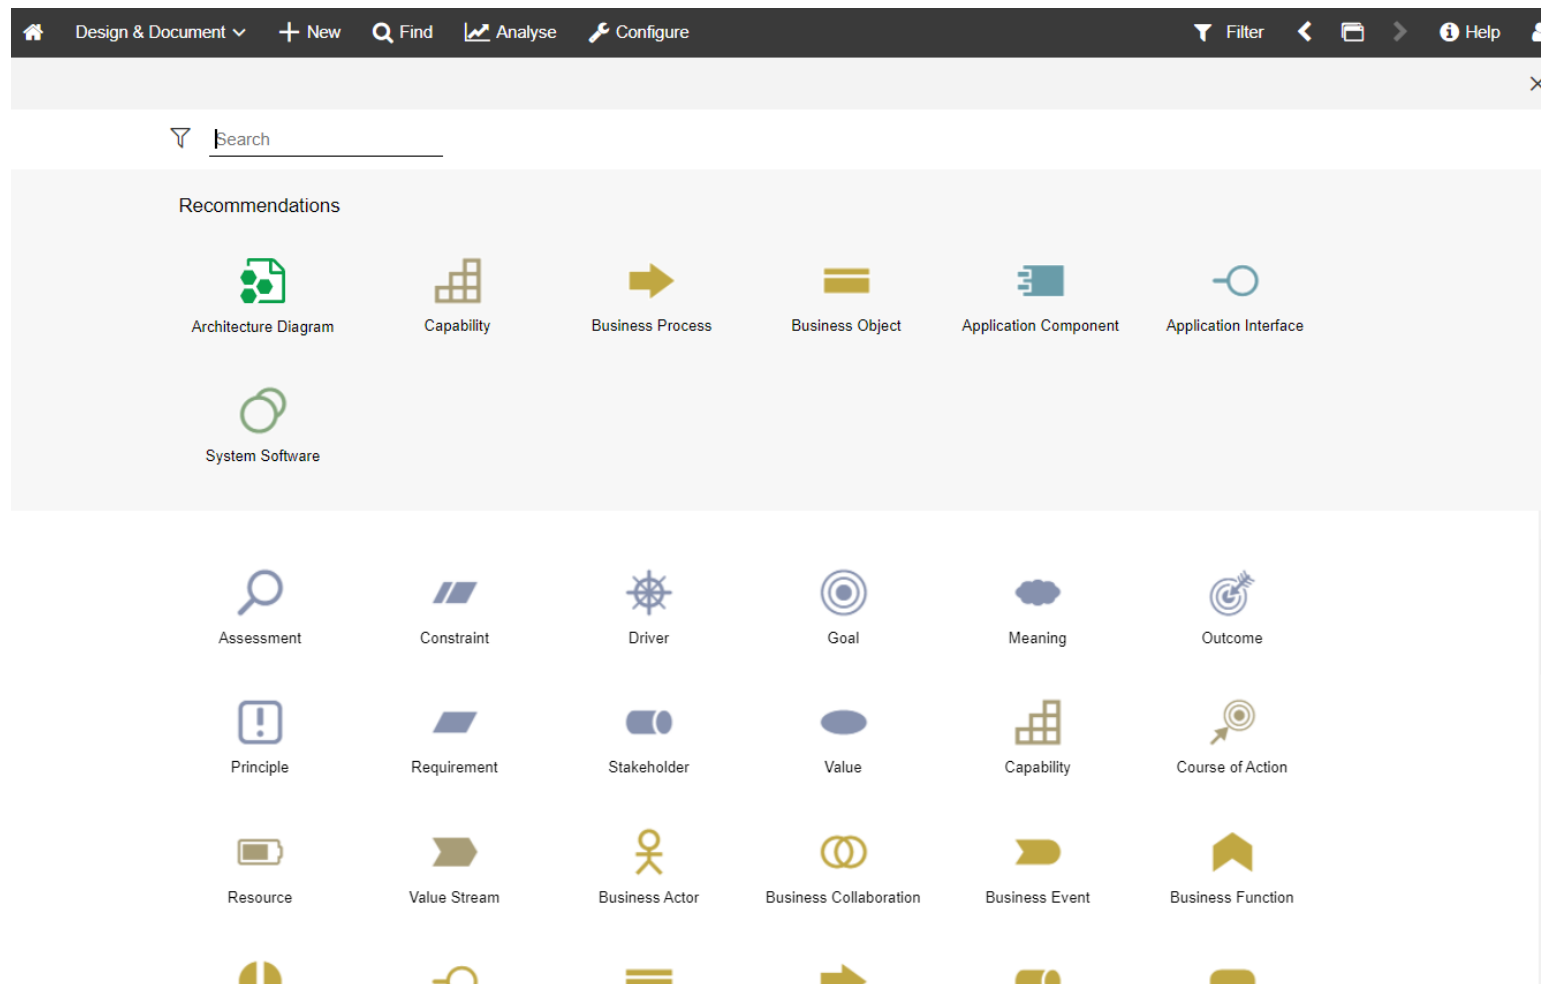 Design & Document New Find Analyse Configure Filter Help
Search
Recommendations
Architecture Diagram Capability Business Process Business Object Application Component Application Interface
System Software
Assessment Constraint Driver Goal Meaning Outcome
Principle Requirement Stakeholder Value Capability Course of Action
Resource Value Stream Business Actor Business Collaboration Business Event Business Function